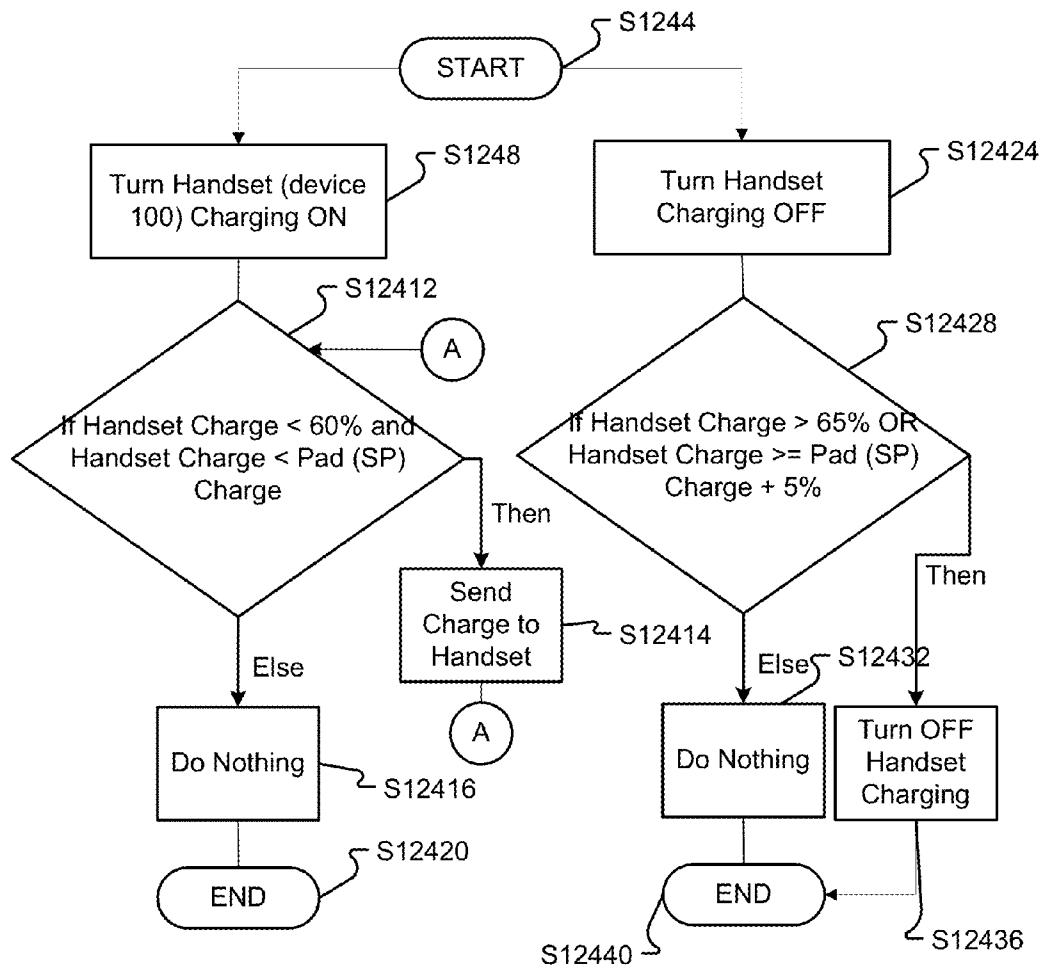 S1244
START
S1248
Turn Handset (device
100) Charging ON
S12424
Turn Handset
Charging OFF
S12412
A
S12428
If Handset Charge < 60% and
Handset Charge < Pad (SP)
Charge
If Handset Charge > 65% OR
Handset Charge >= Pad (SP)
Charge + 5%
Then
Then
Send
Charge to
Handset
S12414
Else
Else
S12432
Do Nothing
S12416
A
Do Nothing
Turn OFF
Handset
Charging
END
S12420
END
S12440
S12436